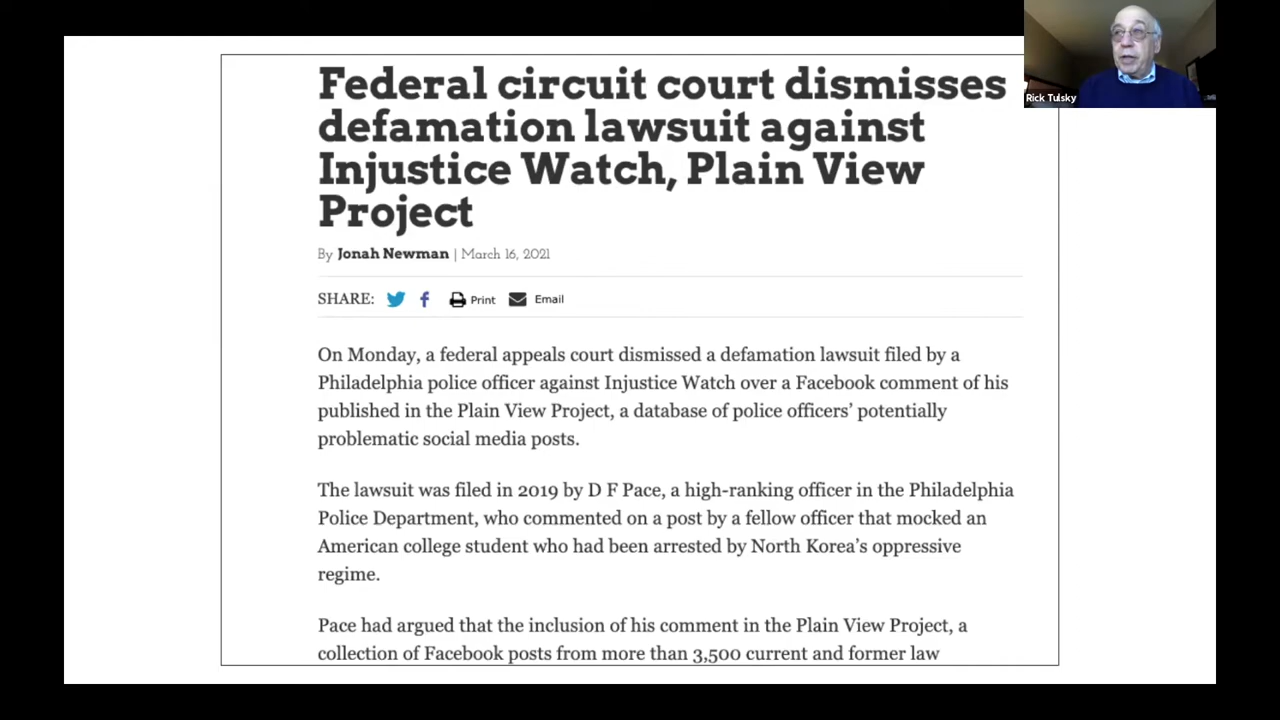 Federal circuit court dismisses
defamation lawsuit against
Injustice Watch, Plain View
Project
By Jonah Newman | March 16, 2021
SHARE: Print Email
On Monday, a federal appeals court dismissed a defamation lawsuit filed by a
Philadelphia police officer against Injustice Watch over a Facebook comment of his
published in the Plain View Project, a database of police officers’ potentially
problematic social media posts.
The lawsuit was filed in 2019 by D F Pace, a high-ranking officer in the Philadelphia
Police Department, who commented on a post by a fellow officer that mocked an
American college student who had been arrested by North Korea’s oppressive
regime.
Pace had argued that the inclusion of his comment in the Plain View Project, a
collection of Facebook posts from more than 3,500 current and former law
Rick Tulsky